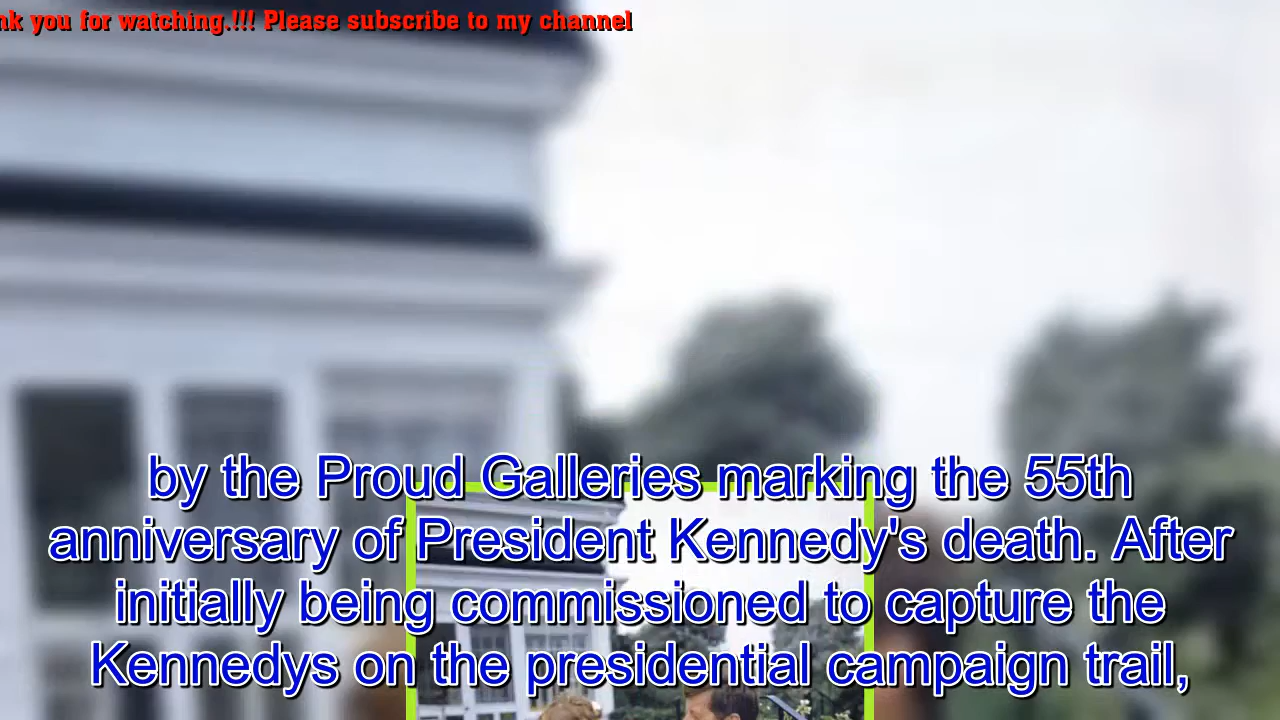 nk you for watching.!!! Please subscribe to my channel
by the Proud Galleries marking the 55th
anniversary of President Kennedy's death. After
initially being commissioned to capture the
Kennedys on the presidential campaign trail,